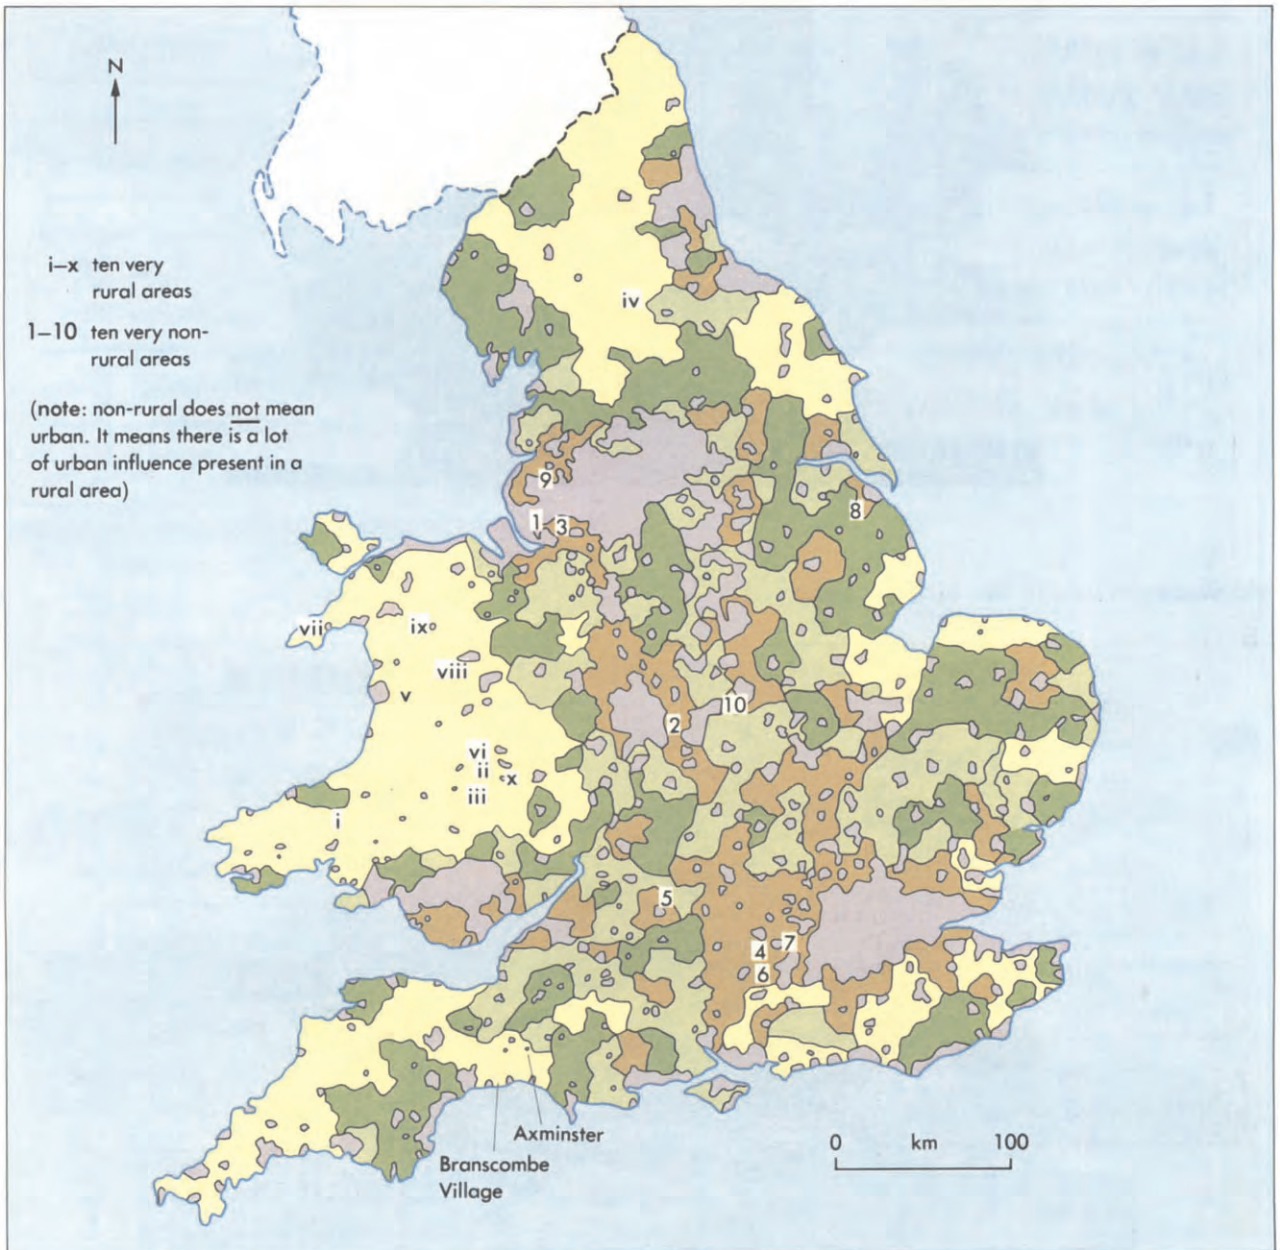 N
i–x ten very
rural areas
1–10 ten very non-
rural areas
(note: non-rural does not mean
urban. It means there is a lot
of urban influence present in a
rural area)
iv
9
1
3
8
vii
ix
viii
v
10
2
vi
ii
x
iii
i
5
4
7
6
Axminster
Branscombe
Village
0 km 100